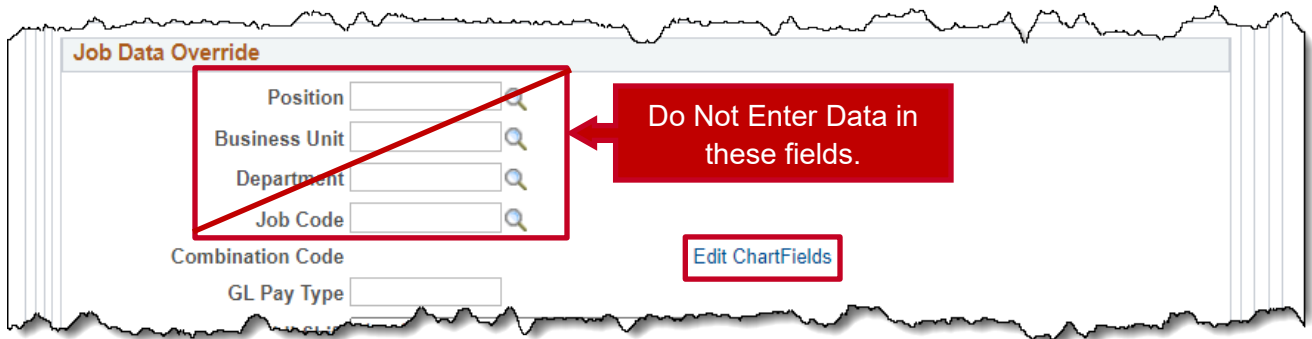 Job Data Override
Position
Business Unit
Department
Job Code
Do Not Enter Data in
these fields.
Combination Code
Edit ChartFields
GL Pay Type